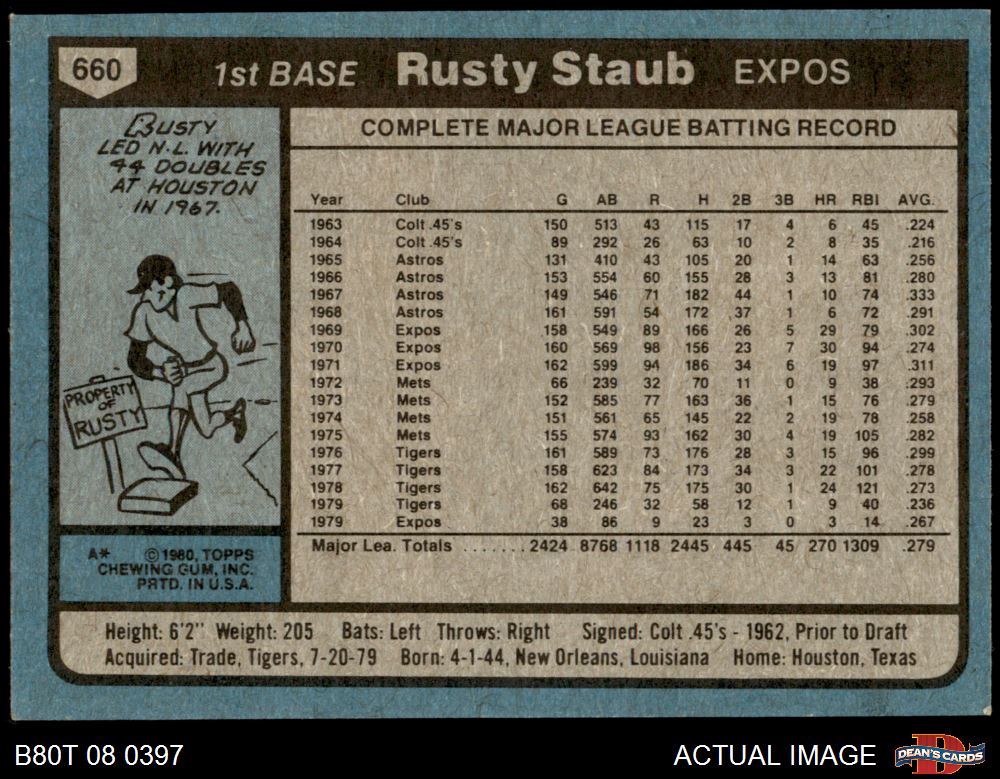 660 1st BASE Rusty Staub EXPOS
RUSTY
LED N.L. WITH
44 DOUBLES
AT HOUSTON
IN 1967.
PROPERTY
OF
RUSTY
A* © 1980, TOPPS
CHEWING GUM, INC.
PRTD. IN U.S.A.
COMPLETE MAJOR LEAGUE BATTING RECORD
Year Club G AB R H 2B 3B HR RBI AVG.
1963 Colt .45's 150 513 43 115 17 4 6 45 .224
1964 Colt .45's 89 292 26 63 10 2 8 35 .216
1965 Astros 131 410 43 105 20 1 14 63 .256
1966 Astros 153 554 60 155 28 3 13 81 .280
1967 Astros 149 546 71 182 44 1 10 74 .333
1968 Astros 161 591 54 172 37 1 6 72 .291
1969 Expos 158 549 89 166 26 5 29 79 .302
1970 Expos 160 569 98 156 23 7 30 94 .274
1971 Expos 162 599 94 186 34 6 19 97 .311
1972 Mets 66 239 32 70 11 0 9 38 .293
1973 Mets 152 585 77 163 36 1 15 76 .279
1974 Mets 151 561 65 145 22 2 19 78 .258
1975 Mets 155 574 93 162 30 4 19 105 .282
1976 Tigers 161 589 73 176 28 3 15 96 .299
1977 Tigers 158 623 84 173 34 3 22 101 .278
1978 Tigers 162 642 75 175 30 1 24 121 .273
1979 Tigers 68 246 32 58 12 1 9 40 .236
1979 Expos 38 86 9 23 3 0 3 14 .267
Major Lea. Totals ....... 2424 8768 1118 2445 445 45 270 1309 .279
Height: 6'2" Weight: 205 Bats: Left Throws: Right Signed: Colt .45's - 1962, Prior to Draft
Acquired: Trade, Tigers, 7-20-79 Born: 4-1-44, New Orleans, Louisiana Home: Houston, Texas
B80T 08 0397 ACTUAL IMAGE DEAN'S CARDS